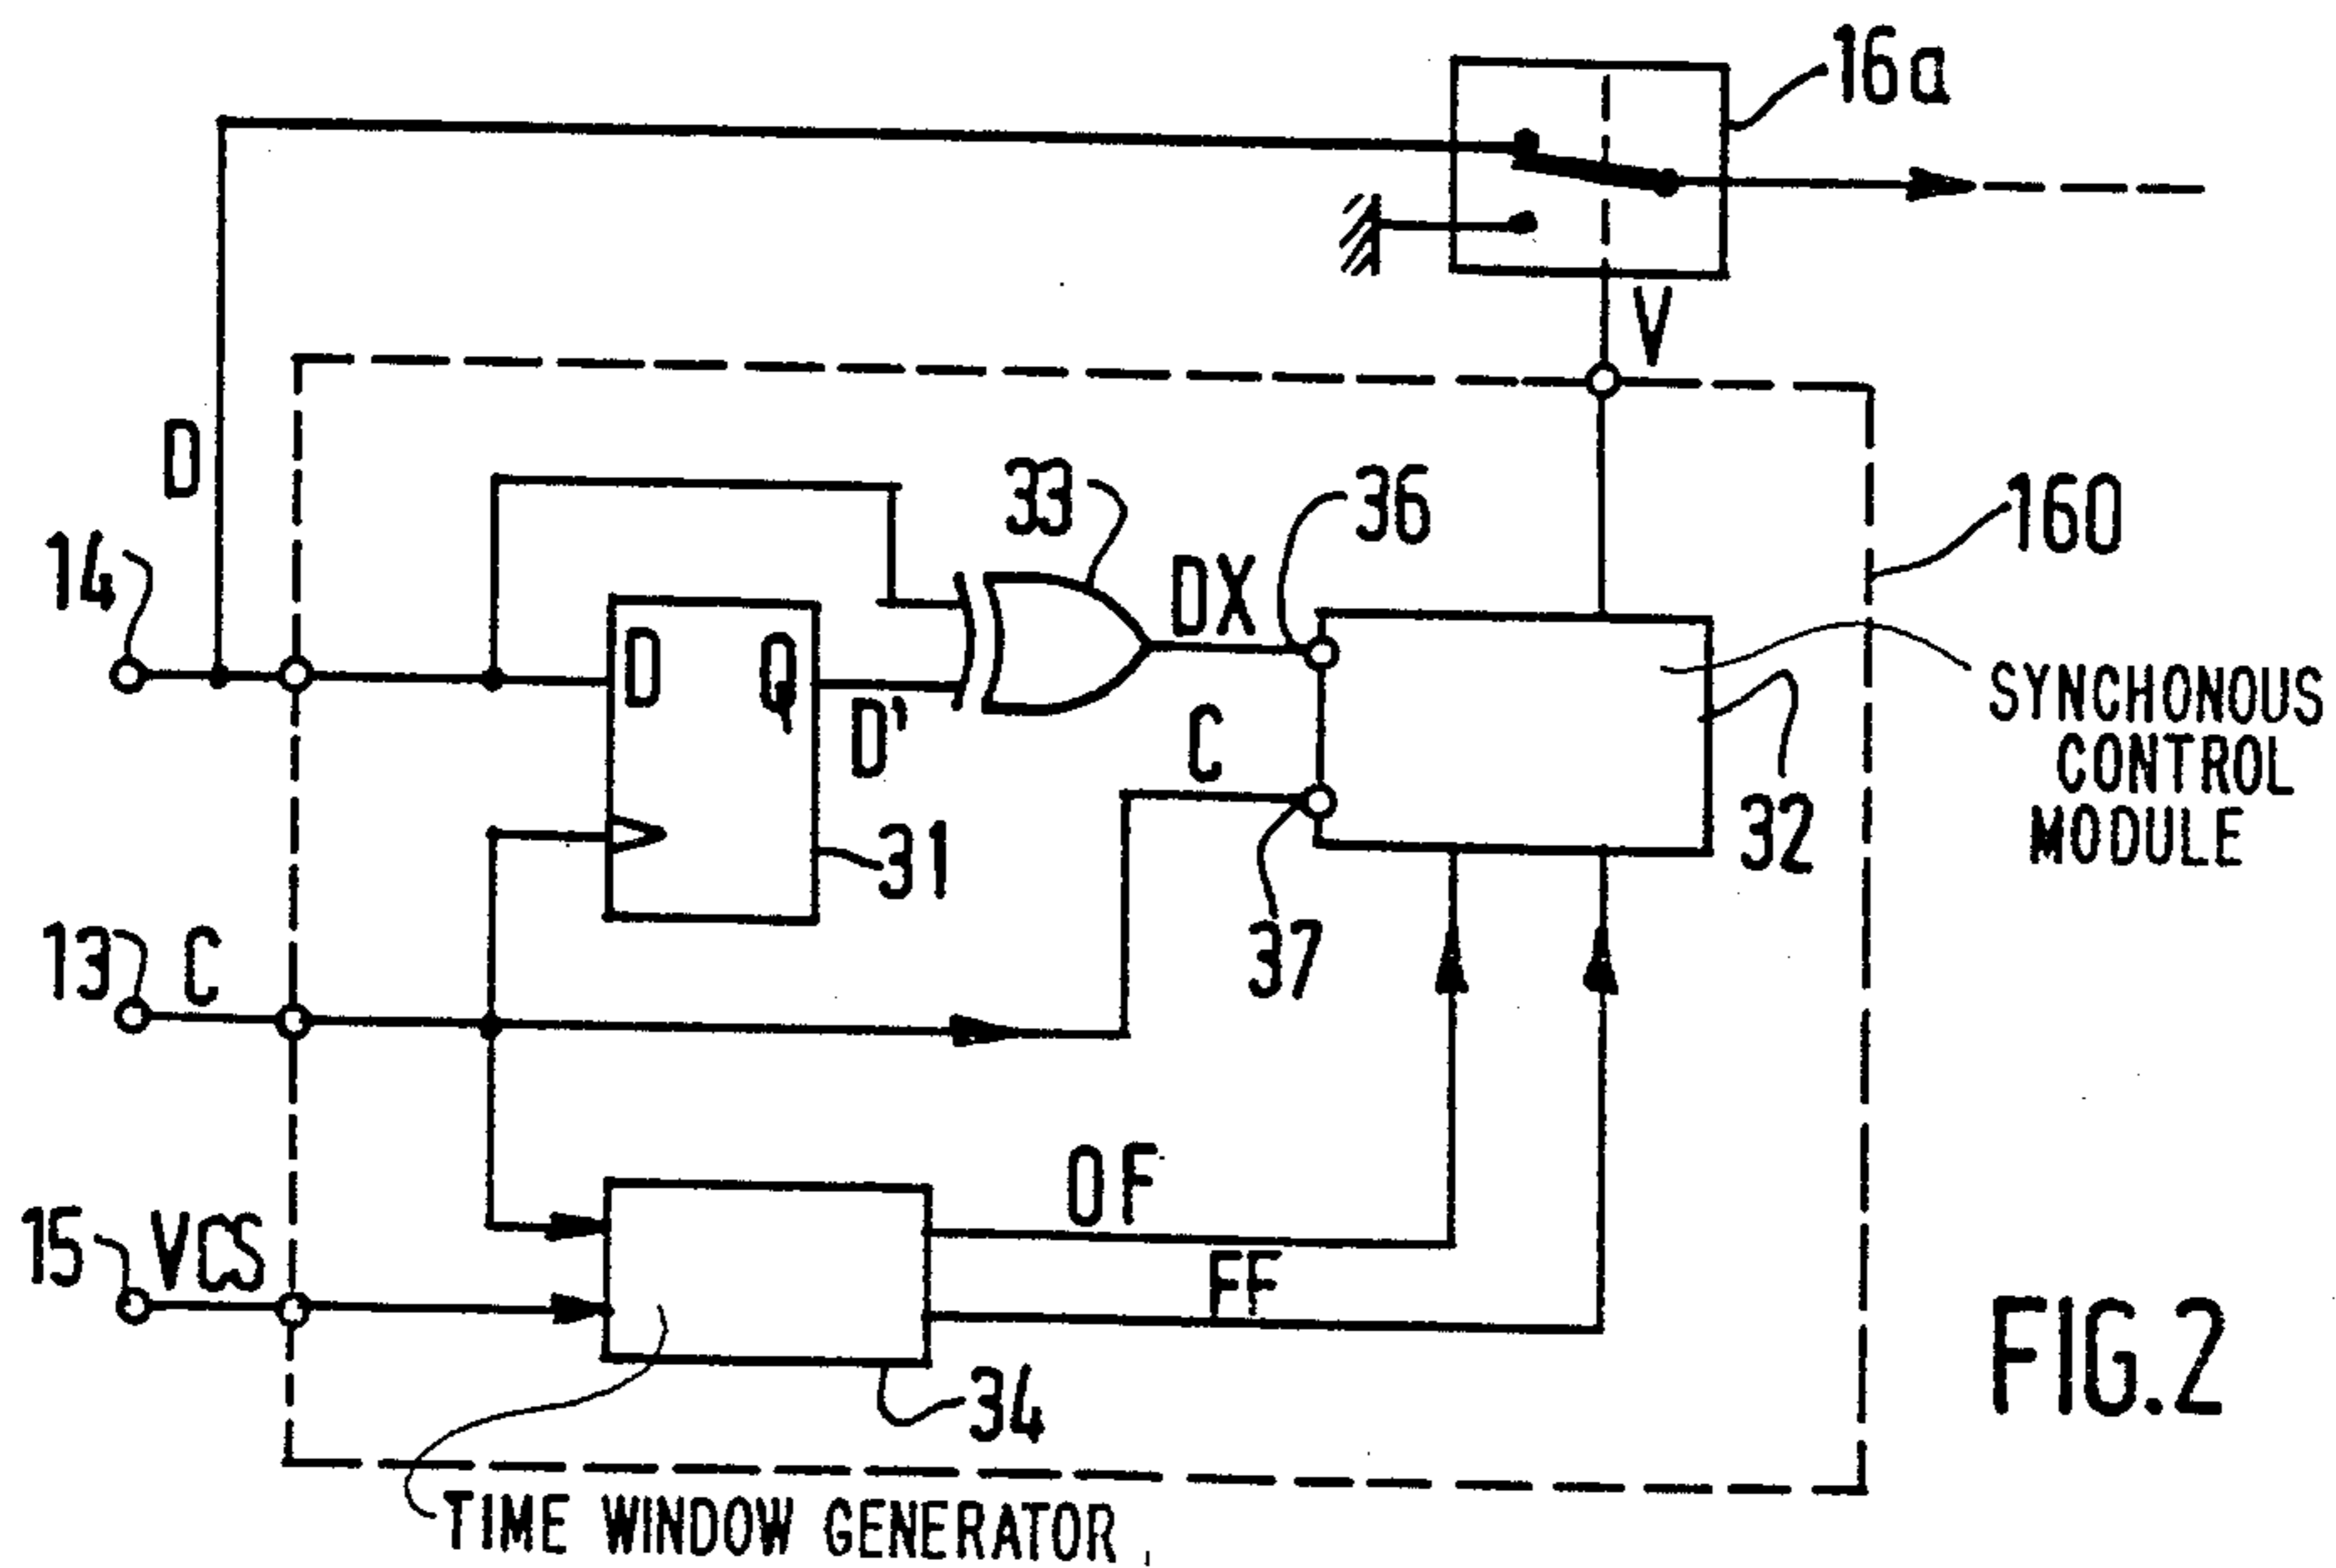 16a
V
D
33
36
160
14
DX
D
Q
D'
C
SYNCHONOUS
CONTROL
MODULE
31
32
13
C
37
OF
15
VCS
FF
FIG.2
34
TIME WINDOW GENERATOR